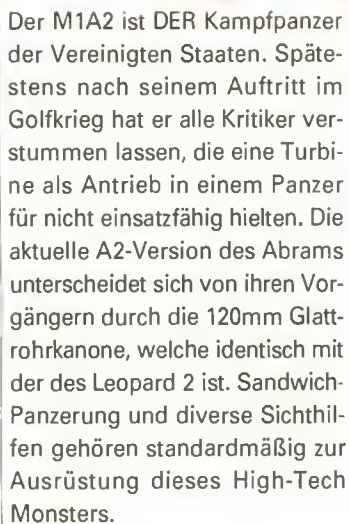 Der M1A2 ist DER Kampfpanzer
der Vereinigten Staaten. Späte-
stens nach seinem Auftritt im
Golfkrieg hat er alle Kritiker ver-
stummen lassen, die eine Turbi-
ne als Antrieb in einem Panzer
für nicht einsatzfähig hielten. Die
aktuelle A2-Version des Abrams
unterscheidet sich von ihren Vor-
gängern durch die 120mm Glatt-
rohrkanone, welche identisch mit
der des Leopard 2 ist. Sandwich-
Panzerung und diverse Sichthil-
fen gehören standardmäßig zur
Ausrüstung dieses High-Tech
Monsters.